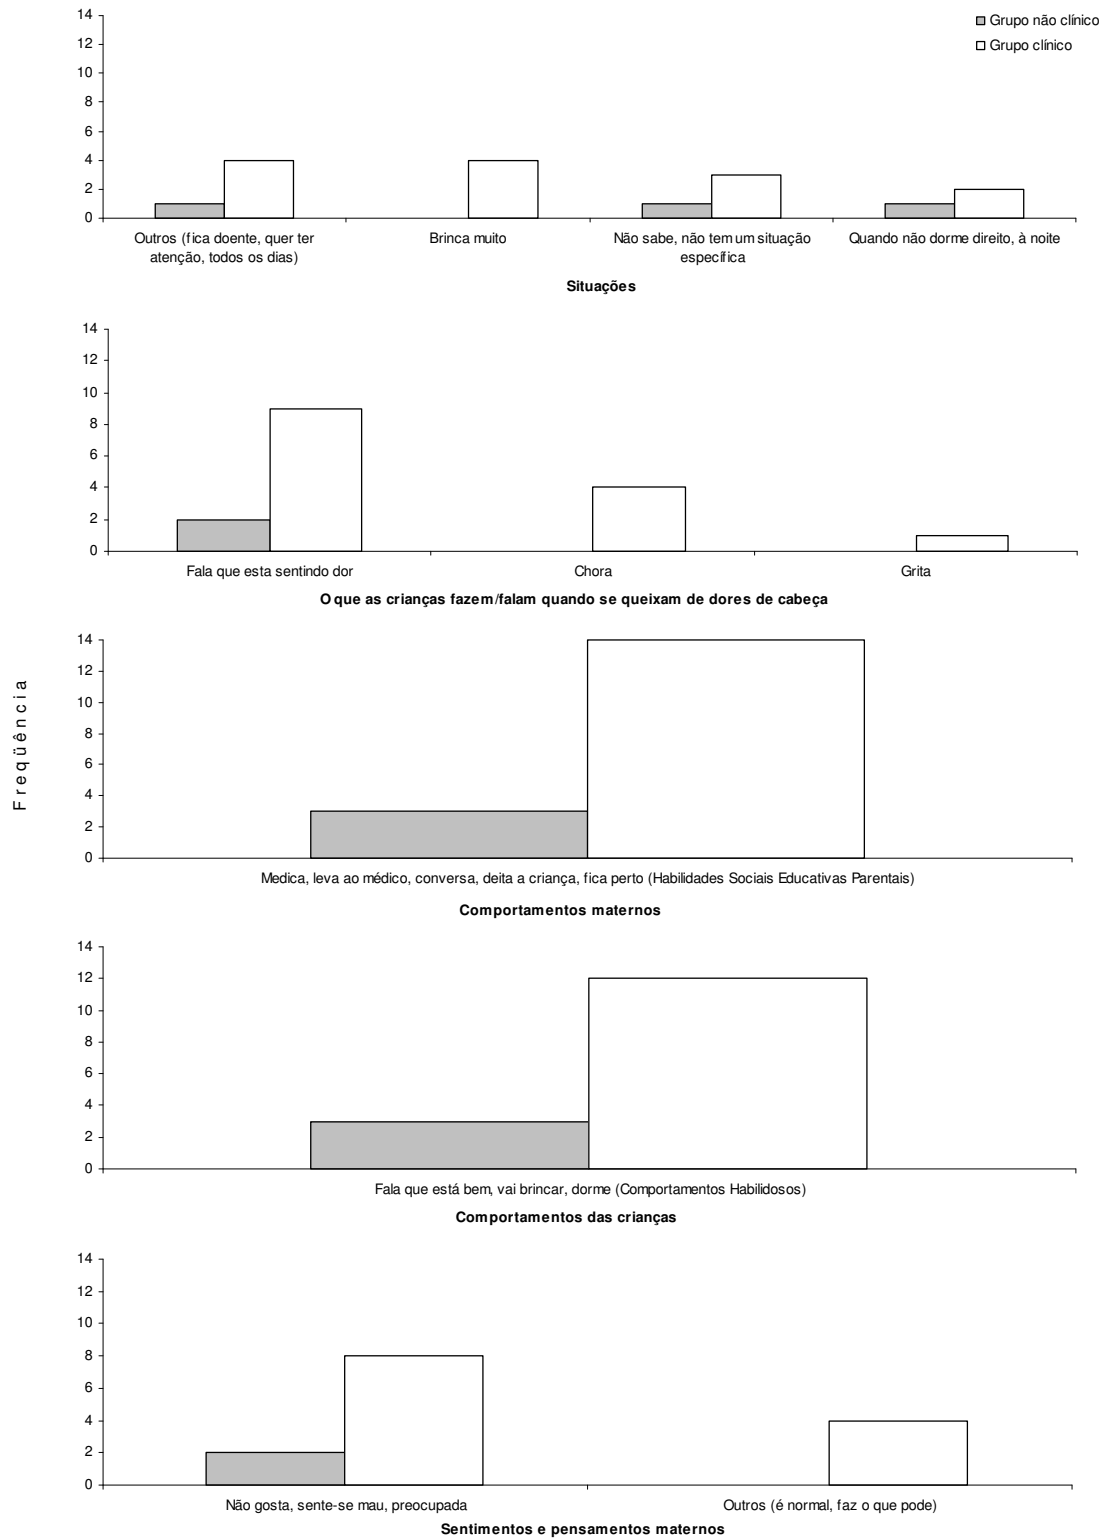 Grupo não clínico
Grupo clínico
14
12
10
8
6
4
2
0
Outros (fica doente, quer ter
atenção, todos os dias)
Brinca muito
Não sabe, não tem um situação
específica
Quando não dorme direito, à noite
Situações
14
12
10
8
6
4
2
0
Fala que esta sentindo dor
Chora
Grita
O que as crianças fazem/falam quando se queixam de dores de cabeça
Freqüência
14
12
10
8
6
4
2
0
Medica, leva ao médico, conversa, deita a criança, fica perto (Habilidades Sociais Educativas Parentais)
Comportamentos maternos
14
12
10
8
6
4
2
0
Fala que está bem, vai brincar, dorme (Comportamentos Habilidosos)
Comportamentos das crianças
14
12
10
8
6
4
2
0
Não gosta, sente-se mau, preocupada
Outros (é normal, faz o que pode)
Sentimentos e pensamentos maternos